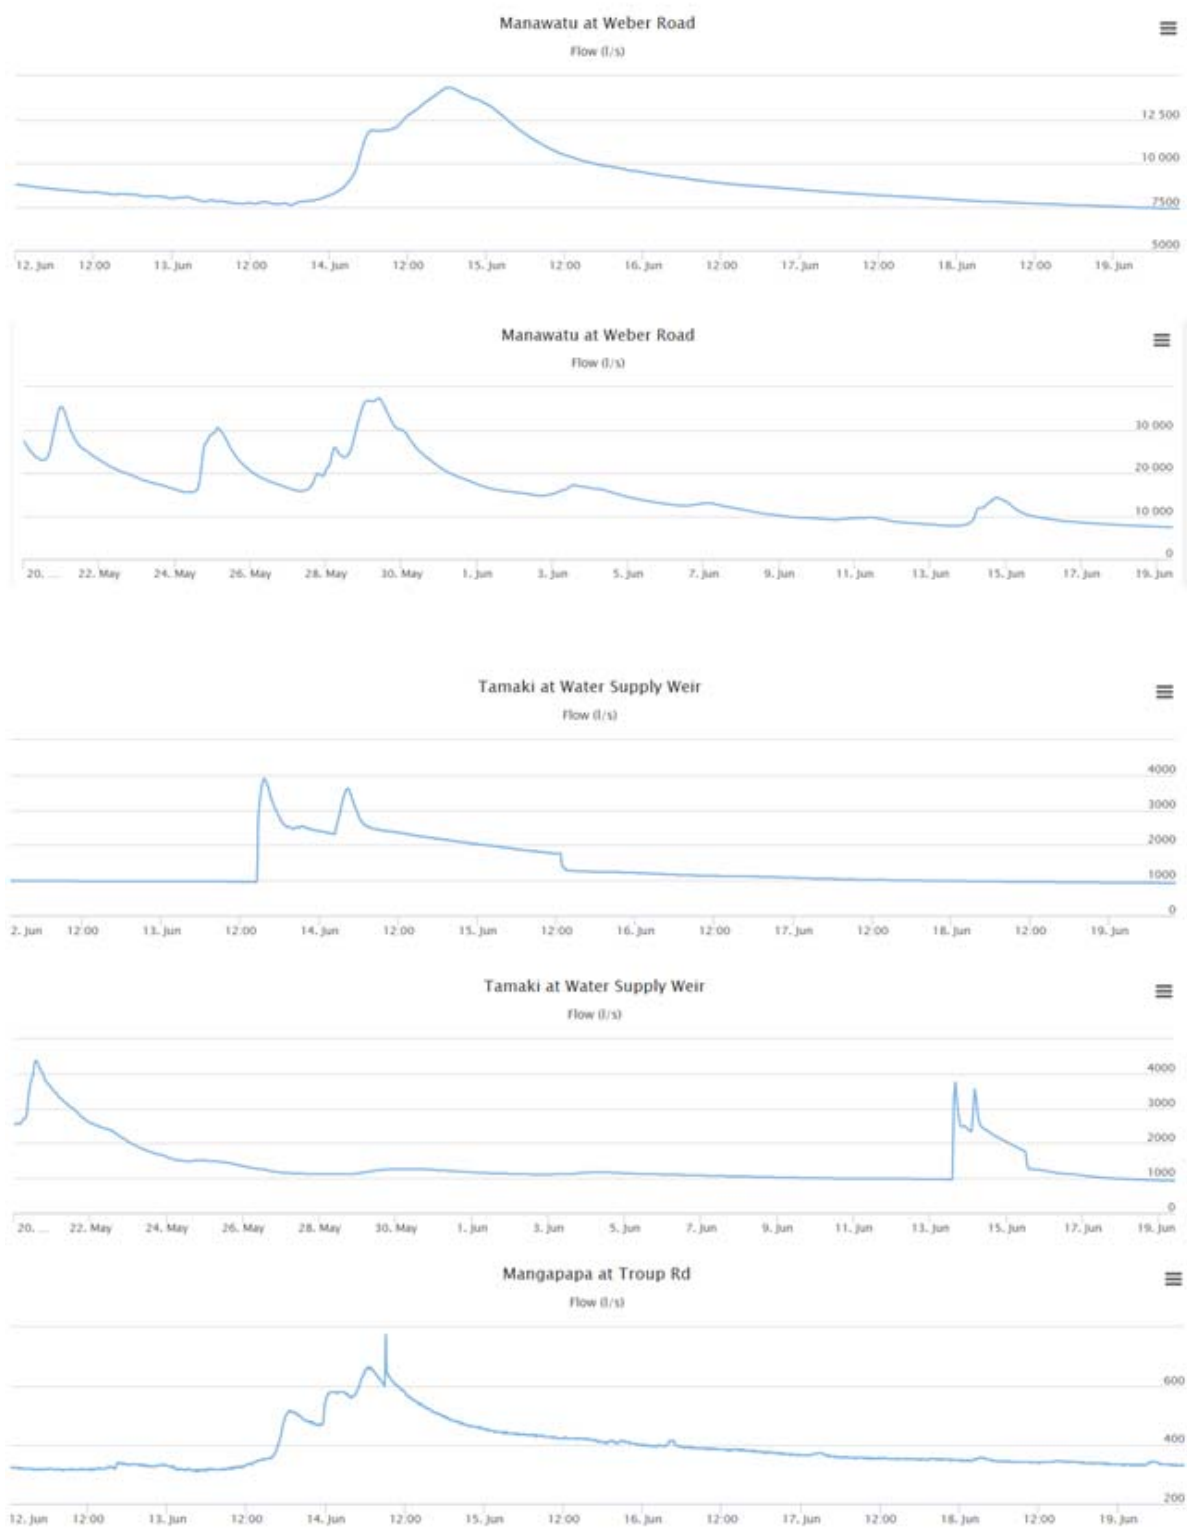 Manawatu at Weber Road
Flow (l/s)
12 500
10 000
7500
5000
12. Jun 12:00 13. Jun 12:00 14. Jun 12:00 15. Jun 12:00 16. Jun 12:00 17. Jun 12:00 18. Jun 12:00 19. Jun
Manawatu at Weber Road
Flow (l/s)
30 000
20 000
10 000
0
20. ... 22. May 24. May 26. May 28. May 30. May 1. Jun 3. Jun 5. Jun 7. Jun 9. Jun 11. Jun 13. Jun 15. Jun 17. Jun 19. Jun
Tamaki at Water Supply Weir
Flow (l/s)
4000
3000
2000
1000
0
2. Jun 12:00 13. Jun 12:00 14. Jun 12:00 15. Jun 12:00 16. Jun 12:00 17. Jun 12:00 18. Jun 12:00 19. Jun
Tamaki at Water Supply Weir
Flow (l/s)
4000
3000
2000
1000
0
20. ... 22. May 24. May 26. May 28. May 30. May 1. Jun 3. Jun 5. Jun 7. Jun 9. Jun 11. Jun 13. Jun 15. Jun 17. Jun 19. Jun
Mangapapa at Troup Rd
Flow (l/s)
600
400
200
12. Jun 12:00 13. Jun 12:00 14. Jun 12:00 15. Jun 12:00 16. Jun 12:00 17. Jun 12:00 18. Jun 12:00 19. Jun